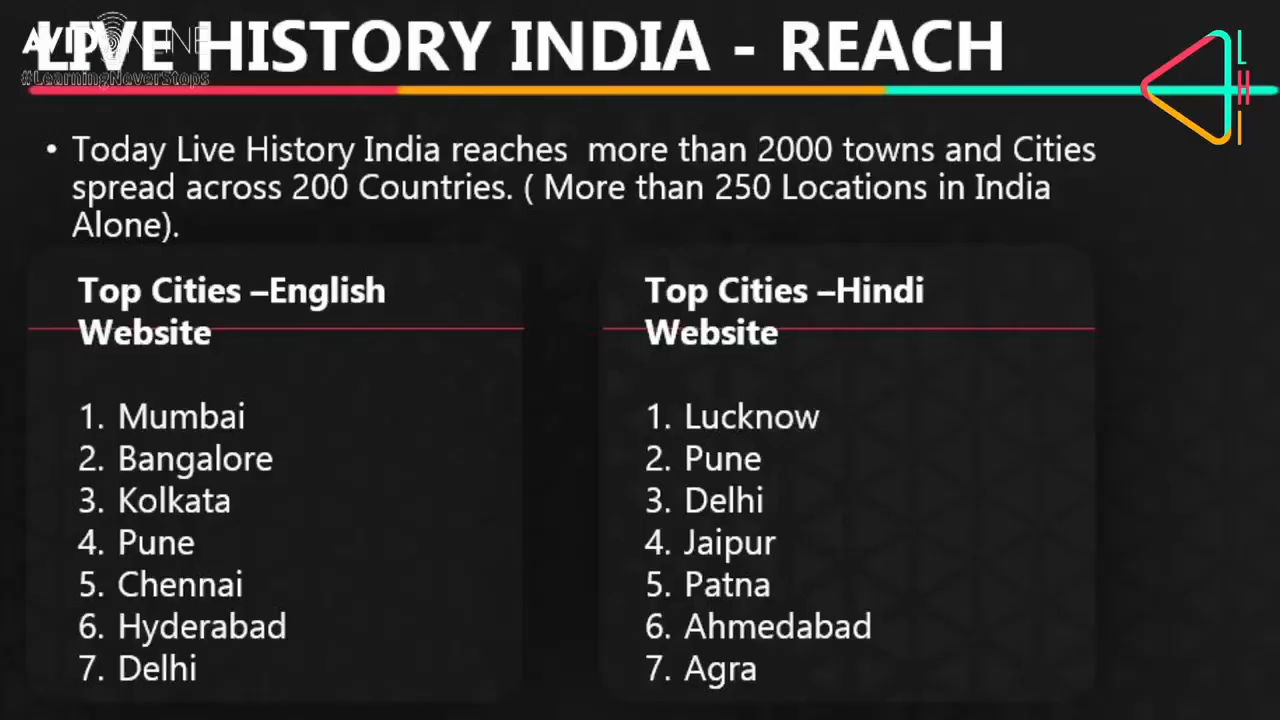 LIVE HISTORY INDIA - REACH
AVID ONLINE
#LearningNeverStops
L
H
I
• Today Live History India reaches more than 2000 towns and Cities
spread across 200 Countries. ( More than 250 Locations in India
Alone).
Top Cities –English
Website
1. Mumbai
2. Bangalore
3. Kolkata
4. Pune
5. Chennai
6. Hyderabad
7. Delhi
Top Cities –Hindi
Website
1. Lucknow
2. Pune
3. Delhi
4. Jaipur
5. Patna
6. Ahmedabad
7. Agra